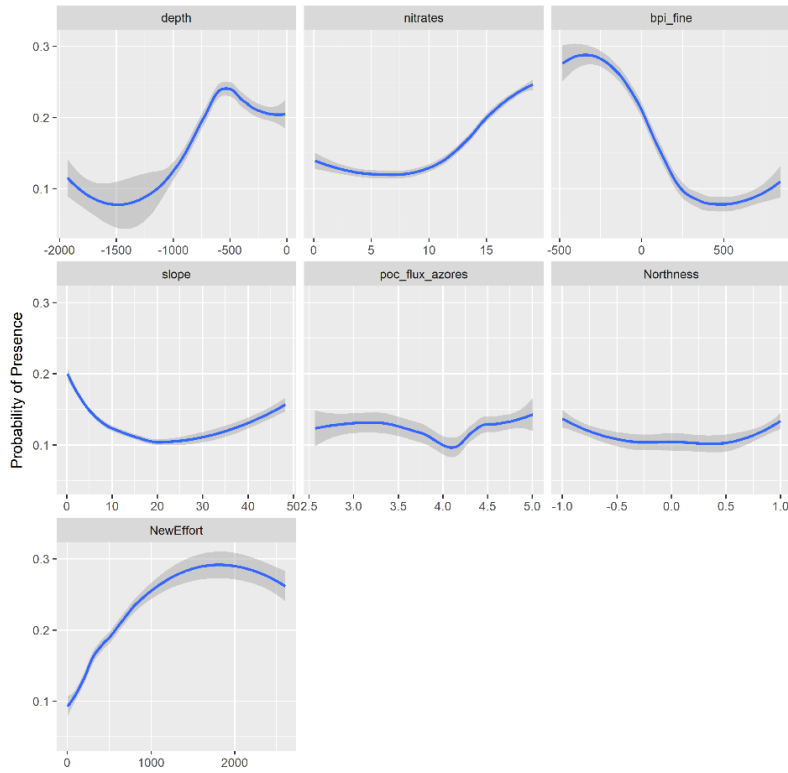 depth nitrates bpi_fine
0.3
0.2
0.1
-2000 -1500 -1000 -500 0 0 5 10 15 -500 0 500
slope poc_flux_azores Northness
0.3
0.2
0.1
0 10 20 30 40 50 2.5 3.0 3.5 4.0 4.5 5.0 -1.0 -0.5 0.0 0.5 1.0
Probability of Presence
NewEffort
0.3
0.2
0.1
0 1000 2000